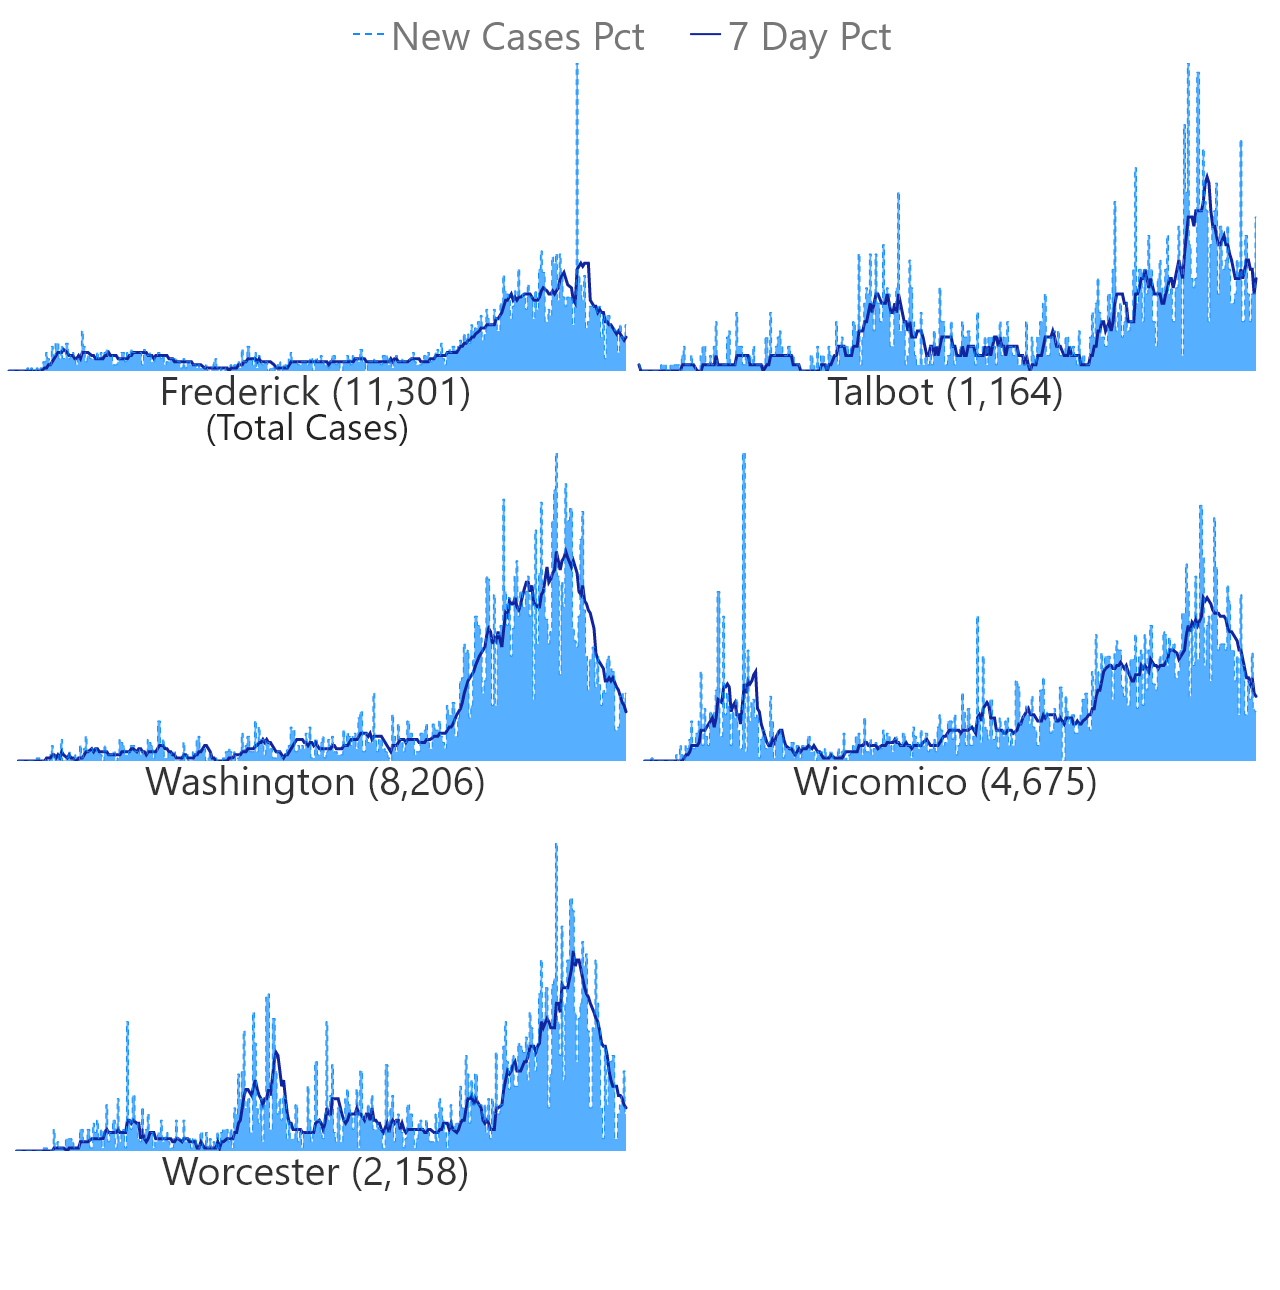 New Cases Pct 7 Day Pct
Frederick (11,301) Talbot (1,164)
(Total Cases)
Washington (8,206) Wicomico (4,675)
Worcester (2,158)